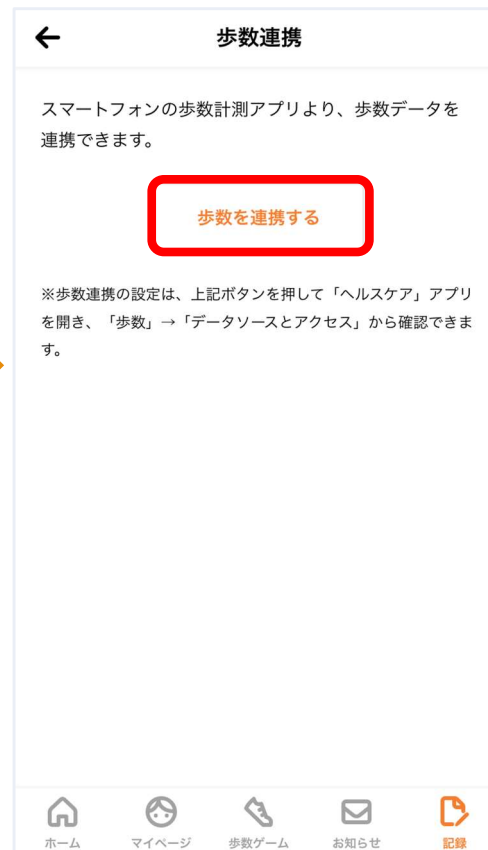 歩数連携
スマートフォンの歩数計測アプリより、歩数データを
連携できます。
歩数を連携する
※歩数連携の設定は、上記ボタンを押して「ヘルスケア」アプリ
を開き、「歩数」→「データソースとアクセス」から確認できま
す。
ホーム マイページ 歩数ゲーム お知らせ 記録